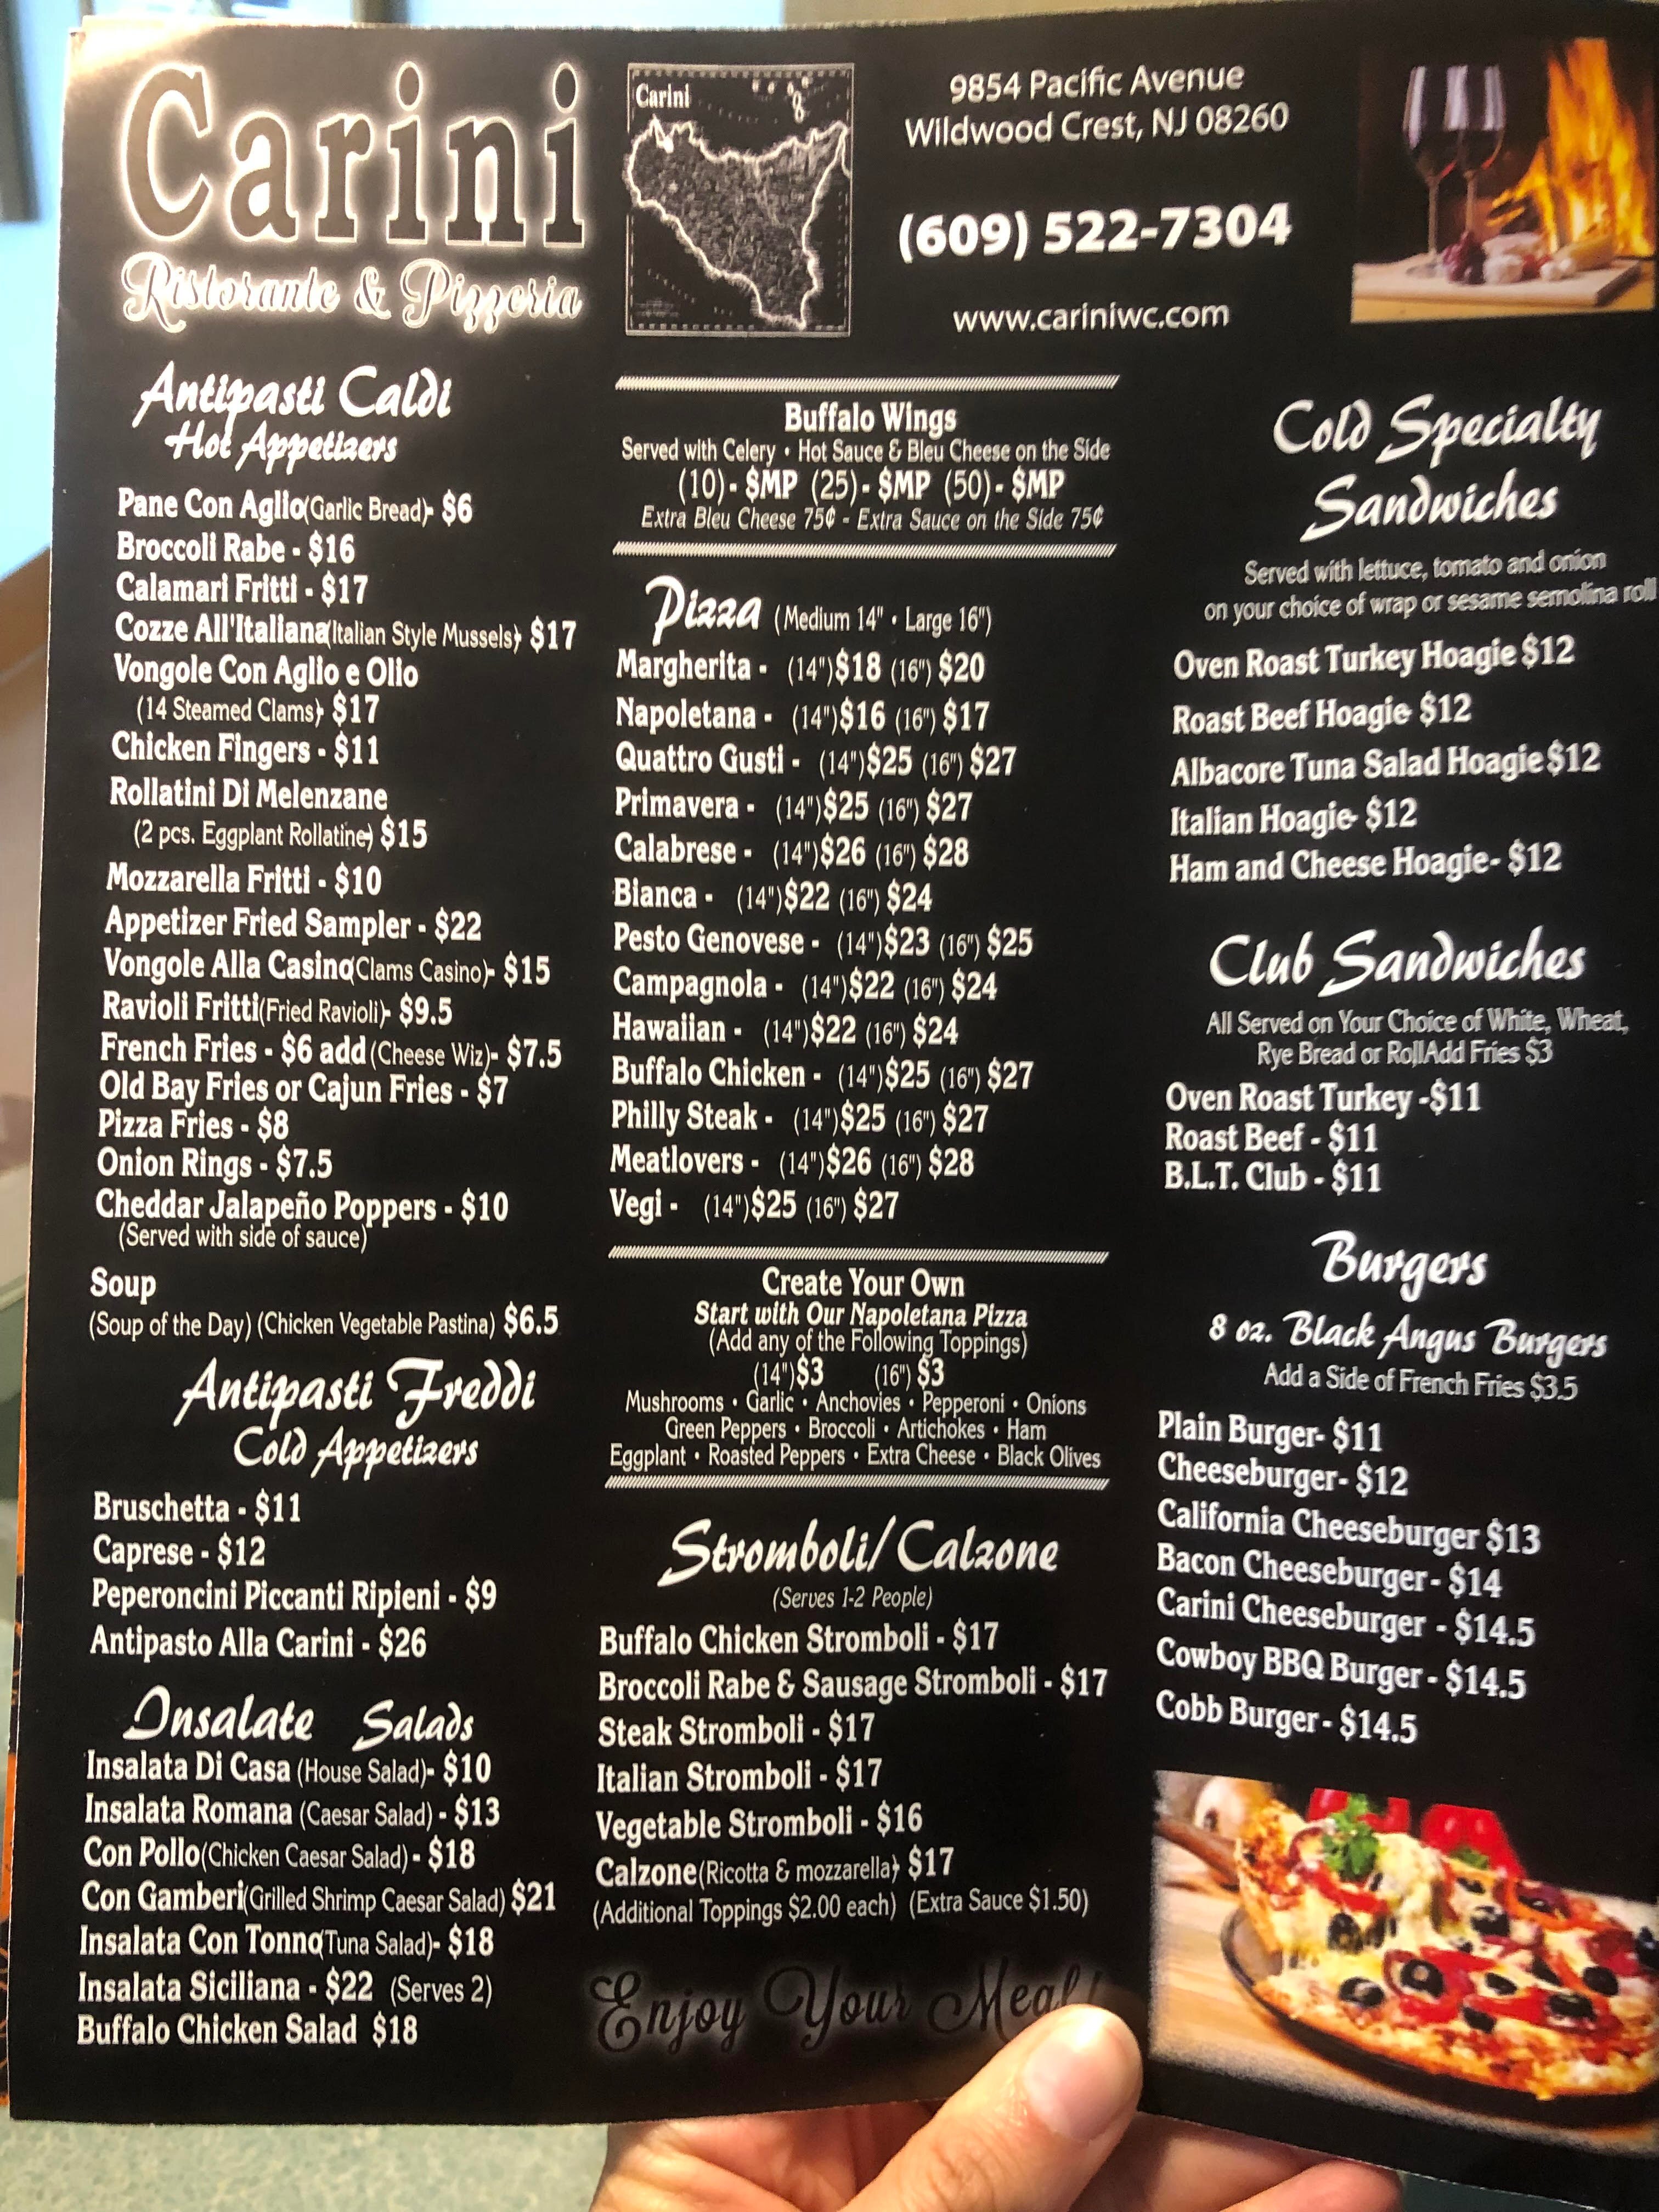 Carini
Ristorante & Pizzeria
Carini
9854 Pacific Avenue
Wildwood Crest, NJ 08260
(609) 522-7304
www.cariniwc.com
Antipasti Caldi
Hot Appetizers
Pane Con Aglio(Garlic Bread)- $6
Broccoli Rabe - $16
Calamari Fritti - $17
Cozze All'Italiana(Italian Style Mussels)- $17
Vongole Con Aglio e Olio
(14 Steamed Clams)- $17
Chicken Fingers - $11
Rollatini Di Melenzane
(2 pcs. Eggplant Rollatine)- $15
Mozzarella Fritti - $10
Appetizer Fried Sampler - $22
Vongole Alla Casino(Clams Casino)- $15
Ravioli Fritti(Fried Ravioli)- $9.5
French Fries - $6 add (Cheese Wiz)- $7.5
Old Bay Fries or Cajun Fries - $7
Pizza Fries - $8
Onion Rings - $7.5
Cheddar Jalapeño Poppers - $10
(Served with side of sauce)
Soup
(Soup of the Day) (Chicken Vegetable Pastina) $6.5
Antipasti Freddi
Cold Appetizers
Bruschetta - $11
Caprese - $12
Peperoncini Piccanti Ripieni - $9
Antipasto Alla Carini - $26
Insalate Salads
Insalata Di Casa (House Salad)- $10
Insalata Romana (Caesar Salad) - $13
Con Pollo(Chicken Caesar Salad) - $18
Con Gamberi(Grilled Shrimp Caesar Salad) $21
Insalata Con Tonno(Tuna Salad)- $18
Insalata Siciliana - $22 (Serves 2)
Buffalo Chicken Salad $18
Buffalo Wings
Served with Celery • Hot Sauce & Bleu Cheese on the Side
(10) - $MP (25) - $MP (50) - $MP
Extra Bleu Cheese 75¢ - Extra Sauce on the Side 75¢
Pizza (Medium 14" • Large 16")
Margherita - (14")$18 (16") $20
Napoletana - (14")$16 (16") $17
Quattro Gusti - (14")$25 (16") $27
Primavera - (14")$25 (16") $27
Calabrese - (14")$26 (16") $28
Bianca - (14")$22 (16") $24
Pesto Genovese - (14")$23 (16") $25
Campagnola - (14")$22 (16") $24
Hawaiian - (14")$22 (16") $24
Buffalo Chicken - (14")$25 (16") $27
Philly Steak - (14")$25 (16") $27
Meatlovers - (14")$26 (16") $28
Vegi - (14")$25 (16") $27
Create Your Own
Start with Our Napoletana Pizza
(Add any of the Following Toppings)
(14")$3 (16") $3
Mushrooms • Garlic • Anchovies • Pepperoni • Onions
Green Peppers • Broccoli • Artichokes • Ham
Eggplant • Roasted Peppers • Extra Cheese • Black Olives
Stromboli/Calzone
(Serves 1-2 People)
Buffalo Chicken Stromboli - $17
Broccoli Rabe & Sausage Stromboli - $17
Steak Stromboli - $17
Italian Stromboli - $17
Vegetable Stromboli - $16
Calzone(Ricotta & mozzarella)- $17
(Additional Toppings $2.00 each) (Extra Sauce $1.50)
Enjoy Your Meal!
Cold Specialty
Sandwiches
Served with lettuce, tomato and onion
on your choice of wrap or sesame semolina roll
Oven Roast Turkey Hoagie $12
Roast Beef Hoagie- $12
Albacore Tuna Salad Hoagie $12
Italian Hoagie- $12
Ham and Cheese Hoagie- $12
Club Sandwiches
All Served on Your Choice of White, Wheat,
Rye Bread or Roll Add Fries $3
Oven Roast Turkey -$11
Roast Beef - $11
B.L.T. Club - $11
Burgers
8 oz. Black Angus Burgers
Add a Side of French Fries $3.5
Plain Burger- $11
Cheeseburger- $12
California Cheeseburger $13
Bacon Cheeseburger- $14
Carini Cheeseburger - $14.5
Cowboy BBQ Burger - $14.5
Cobb Burger - $14.5